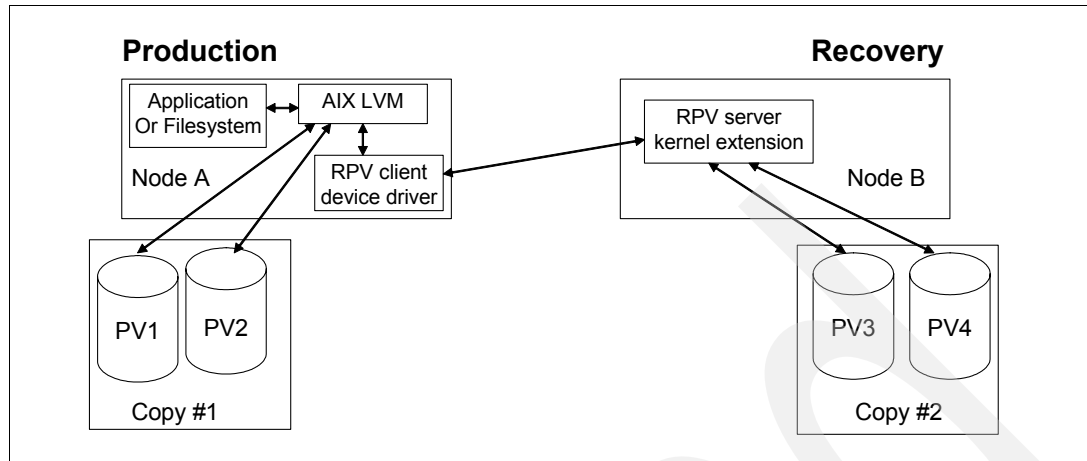 Production
Recovery
Application
Or Filesystem
AIX LVM
Node A
RPV client
device driver
RPV server
kernel extension
Node B
PV1
PV2
Copy #1
PV3
PV4
Copy #2